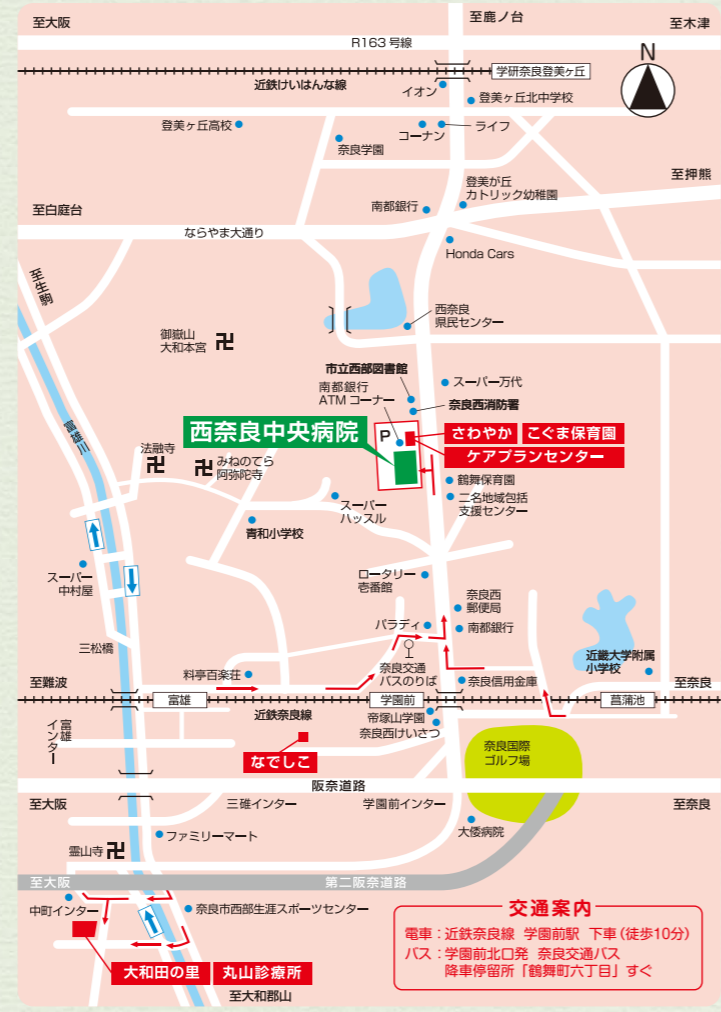 至大阪
至鹿ノ台
至木津
R163号線
N
学研奈良登美ヶ丘
近鉄けいはんな線
イオン
登美ヶ丘北中学校
登美ヶ丘高校
コーナン
ライフ
奈良学園
至押熊
登美が丘
カトリック幼稚園
南都銀行
至白庭台
ならやま大通り
Honda Cars
至生駒
西奈良
県民センター
御嶽山
大和本宮
市立西部図書館
南都銀行
ATMコーナー
スーパー万代
奈良西消防署
西奈良中央病院
P
さわやか
こぐま保育園
ケアプランセンター
富雄川
法融寺
みねのてら
阿弥陀寺
鶴舞保育園
二名地域包括
支援センター
スーパー
ハッスル
青和小学校
スーパー
中村屋
ロータリー
壱番館
奈良西
郵便局
パラディ
南都銀行
三松橋
奈良交通
バスのりば
近畿大学附属
小学校
料亭百楽荘
奈良信用金庫
至難波
至奈良
富雄
学園前
菖蒲池
近鉄奈良線
帝塚山学園
奈良西けいさつ
富雄
インター
なでしこ
奈良国際
ゴルフ場
阪奈道路
至大阪
三碓インター
学園前インター
至奈良
大倭病院
ファミリーマート
霊山寺
至大阪
第二阪奈道路
中町インター
奈良市西部生涯スポーツセンター
大和田の里
丸山診療所
至大和郡山
交通案内
電車：近鉄奈良線 学園前駅 下車（徒歩10分）
バス：学園前北口発 奈良交通バス
降車停留所「鶴舞町六丁目」すぐ